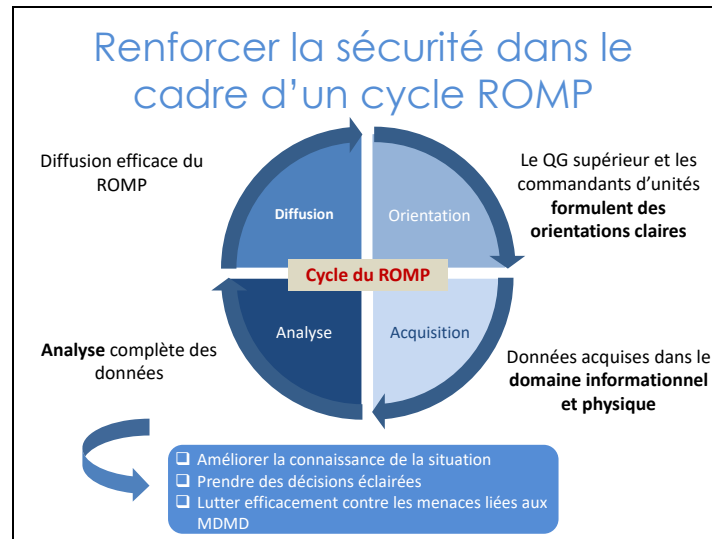 Renforcer la sécurité dans le
cadre d’un cycle ROMP
Diffusion efficace du
ROMP
Diffusion
Orientation
Le QG supérieur et les
commandants d’unités
formulent des
orientations claires
Cycle du ROMP
Analyse
Acquisition
Analyse complète des
données
Données acquises dans le
domaine informationnel
et physique
Améliorer la connaissance de la situation
Prendre des décisions éclairées
Lutter efficacement contre les menaces liées aux
MDMD